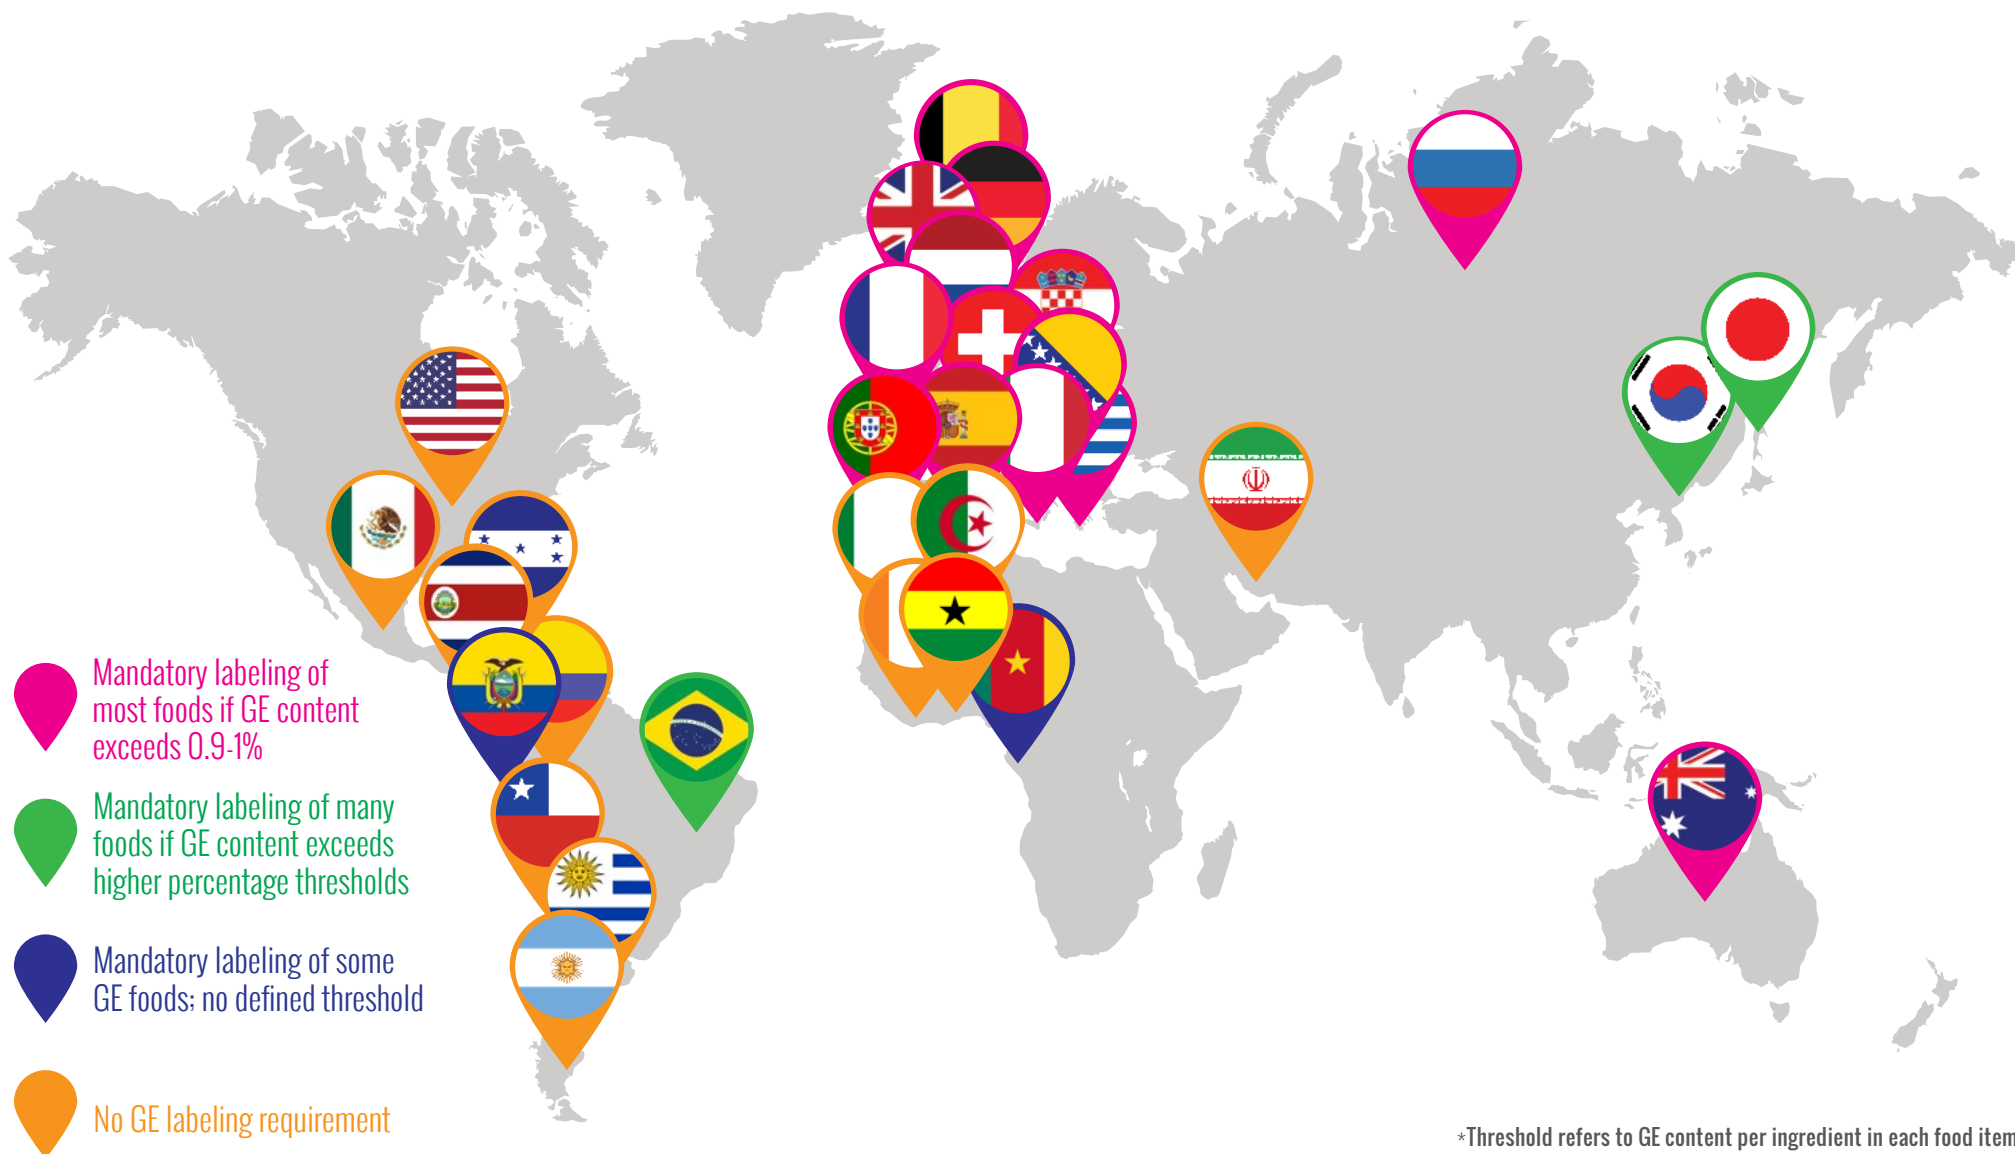 Mandatory labeling of
most foods if GE content
exceeds 0.9-1%
Mandatory labeling of many
foods if GE content exceeds
higher percentage thresholds
Mandatory labeling of some
GE foods; no defined threshold
No GE labeling requirement
*Threshold refers to GE content per ingredient in each food item